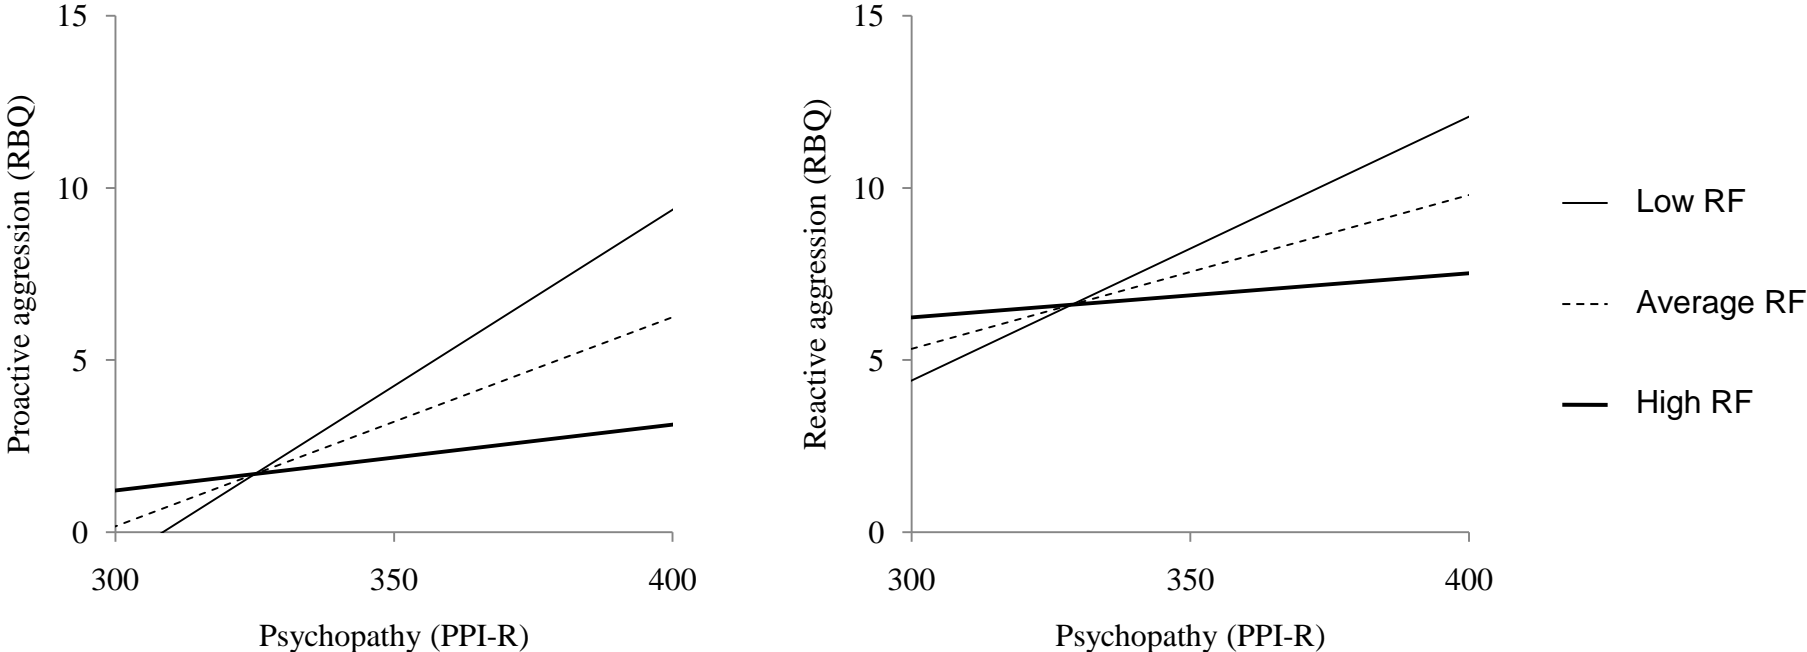 Proactive aggression (RBQ)
15
10
5
0
300
350
400
Psychopathy (PPI-R)
Reactive aggression (RBQ)
15
10
5
0
300
350
400
Psychopathy (PPI-R)
Low RF
Average RF
High RF